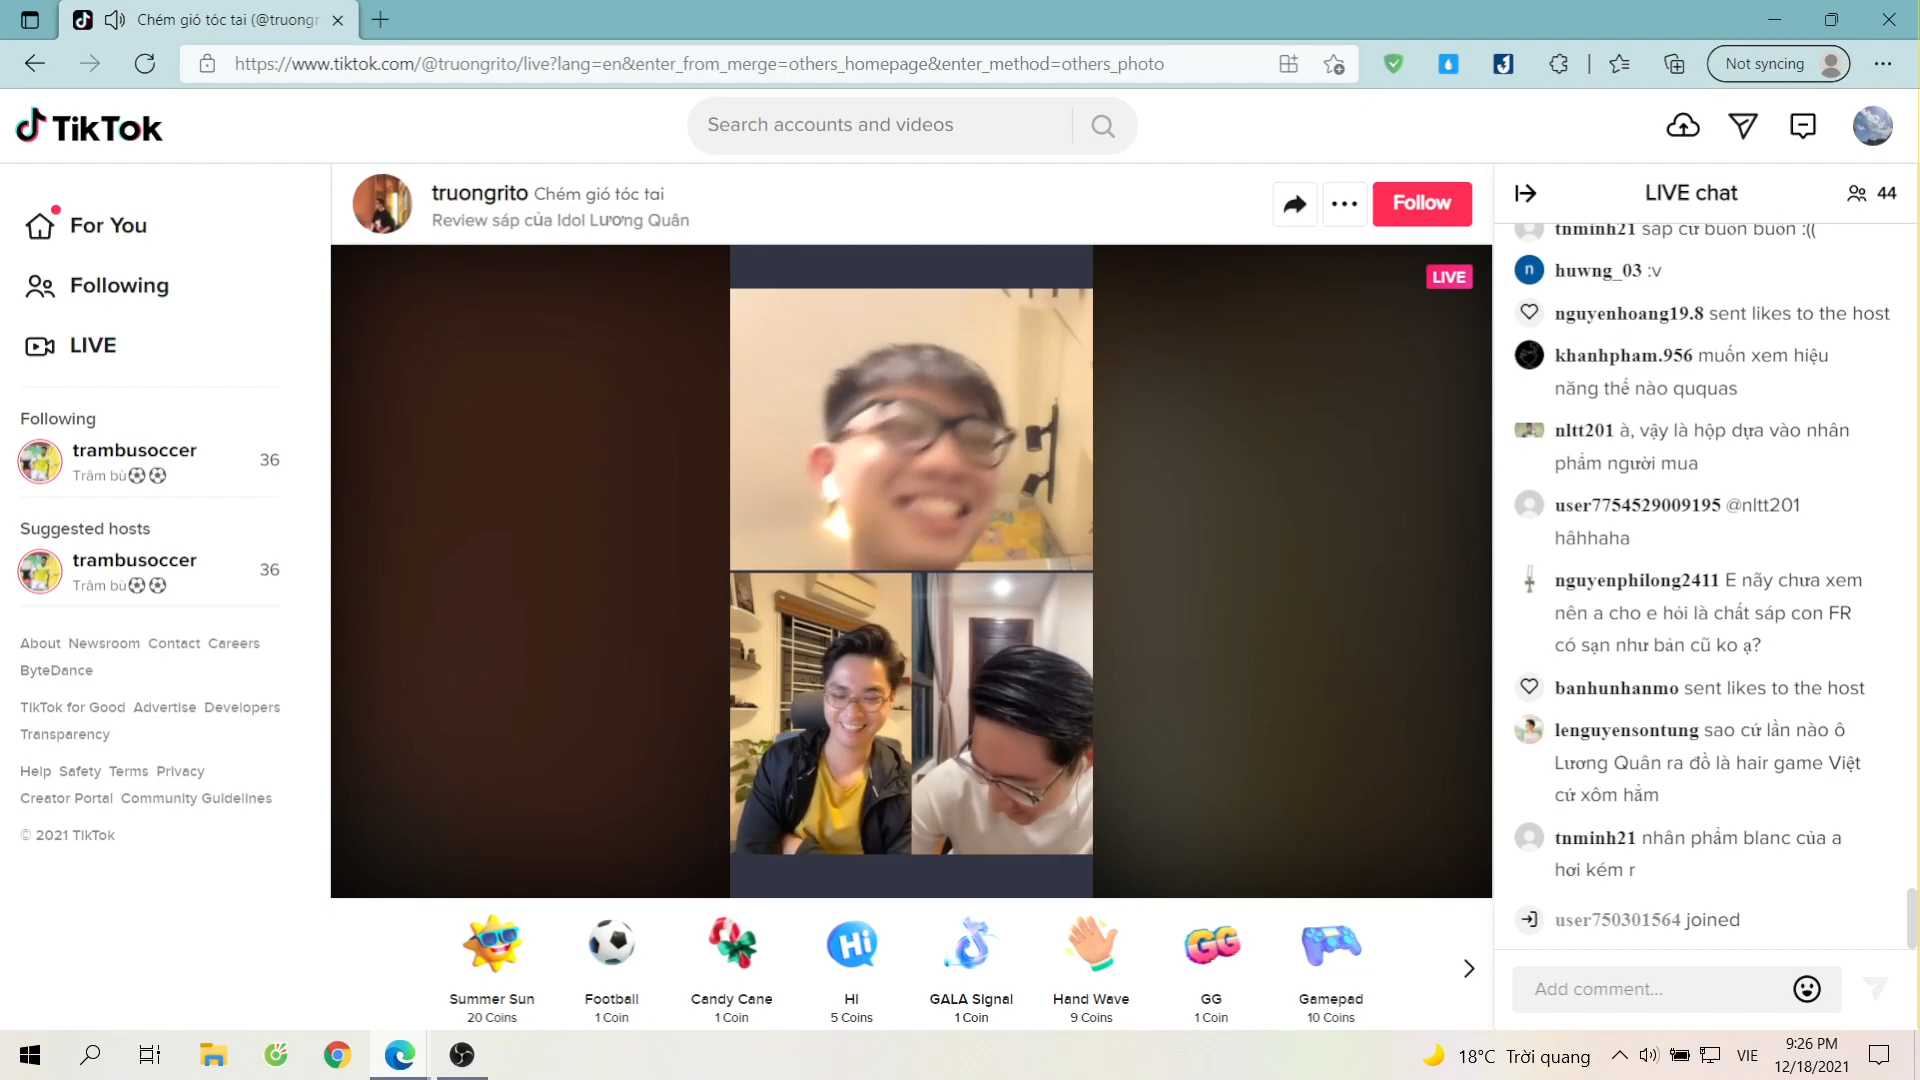 Chém gió tóc tai (@truongr
https://www.tiktok.com/@truongrito/live?lang=en&enter_from_merge=others_homepage&enter_method=others_photo
Not syncing
TikTok
Search accounts and videos
For You
Following
LIVE
Following
trambusoccer
Trâm bù⚽⚽
36
Suggested hosts
trambusoccer
Trâm bù⚽⚽
36
About Newsroom Contact Careers
ByteDance
TikTok for Good Advertise Developers
Transparency
Help Safety Terms Privacy
Creator Portal Community Guidelines
© 2021 TikTok
truongrito Chém gió tóc tai
Review sáp của Idol Lương Quân
Follow
LIVE
Summer Sun
20 Coins
Football
1 Coin
Candy Cane
1 Coin
Hi
Hi
5 Coins
GALA Signal
1 Coin
Hand Wave
9 Coins
GG
GG
1 Coin
Gamepad
10 Coins
LIVE chat
44
tnminh21 sáp cứ buồn buồn :((
n
huwng_03 :v
nguyenhoang19.8 sent likes to the host
khanhpham.956 muốn xem hiệu
năng thế nào ququas
nltt201 à, vậy là hộp dựa vào nhân
phẩm người mua
user7754529009195 @nltt201
hâhhaha
nguyenphilong2411 E nãy chưa xem
nên a cho e hỏi là chất sáp con FR
có sạn như bản cũ ko ạ?
banhunhanmo sent likes to the host
lenguyensontung sao cứ lần nào ô
Lương Quân ra đồ là hair game Việt
cứ xôm hẳm
tnminh21 nhân phẩm blanc của a
hơi kém r
user750301564 joined
Add comment...
18°C Trời quang
VIE
9:26 PM
12/18/2021